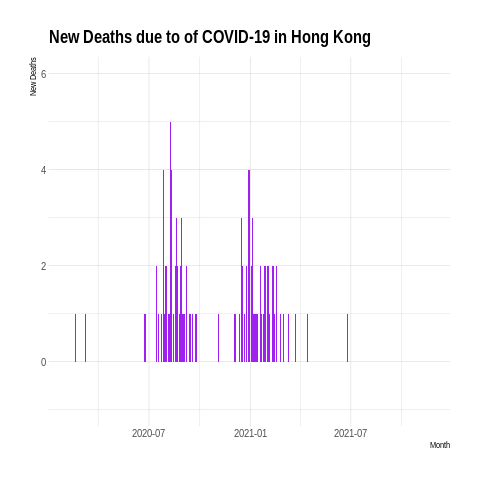 New Deaths due to of COVID-19 in Hong Kong
New Deaths
6
4
2
0
2020-07
2021-01
2021-07
Month